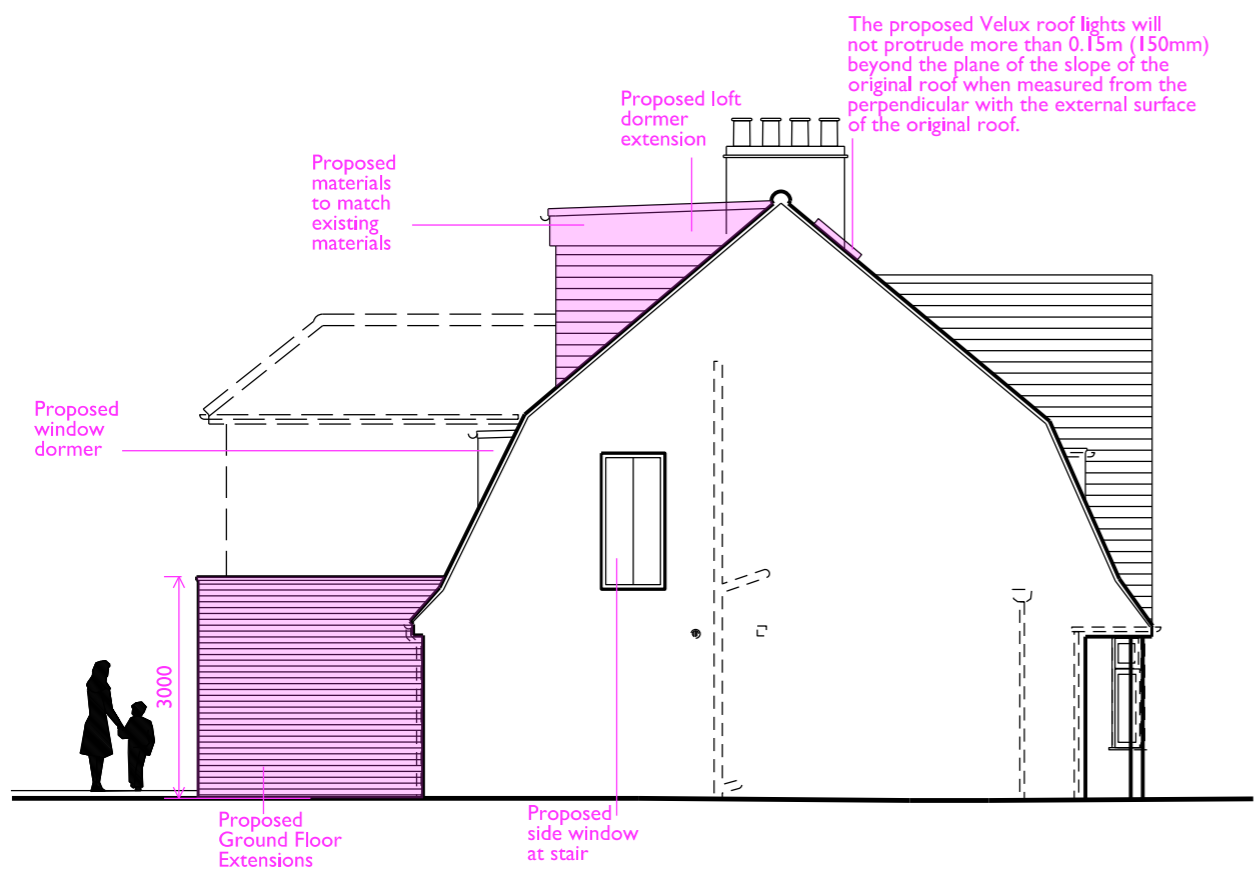 The proposed Velux roof lights will
not protrude more than 0.15m (150mm)
beyond the plane of the slope of the
original roof when measured from the
perpendicular with the external surface
of the original roof.
Proposed loft
dormer
extension
Proposed
materials
to match
existing
materials
Proposed
window
dormer
3000
Proposed
Ground Floor
Extensions
Proposed
side window
at stair